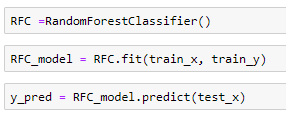 RFC =RandomForestClassifier()
RFC_model = RFC.fit(train_x, train_y)
y_pred = RFC_model.predict(test_x)